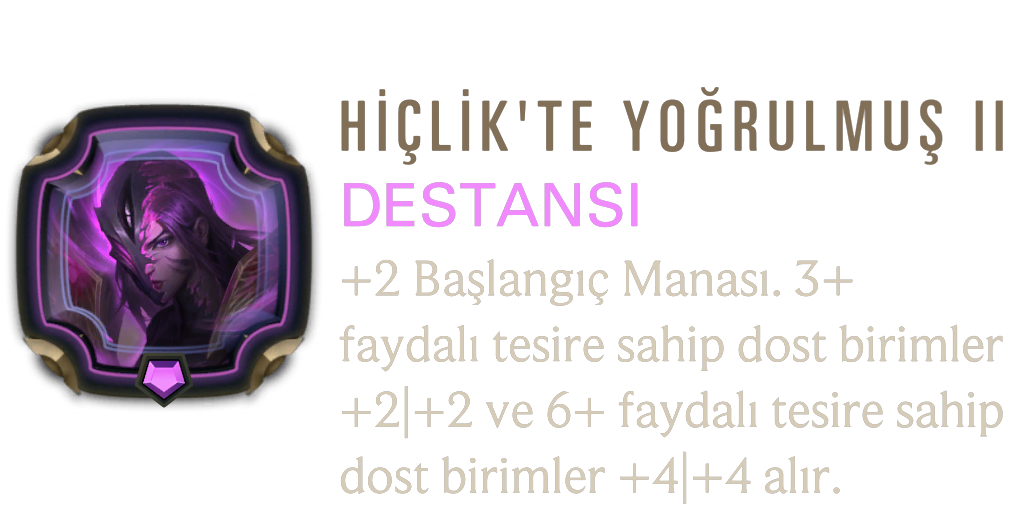 HİÇLİK'TE YOĞRULMUŞ II
DESTANSI
+2 Başlangıç Manası. 3+
faydalı tesire sahip dost birimler
+2|+2 ve 6+ faydalı tesire sahip
dost birimler +4|+4 alır.